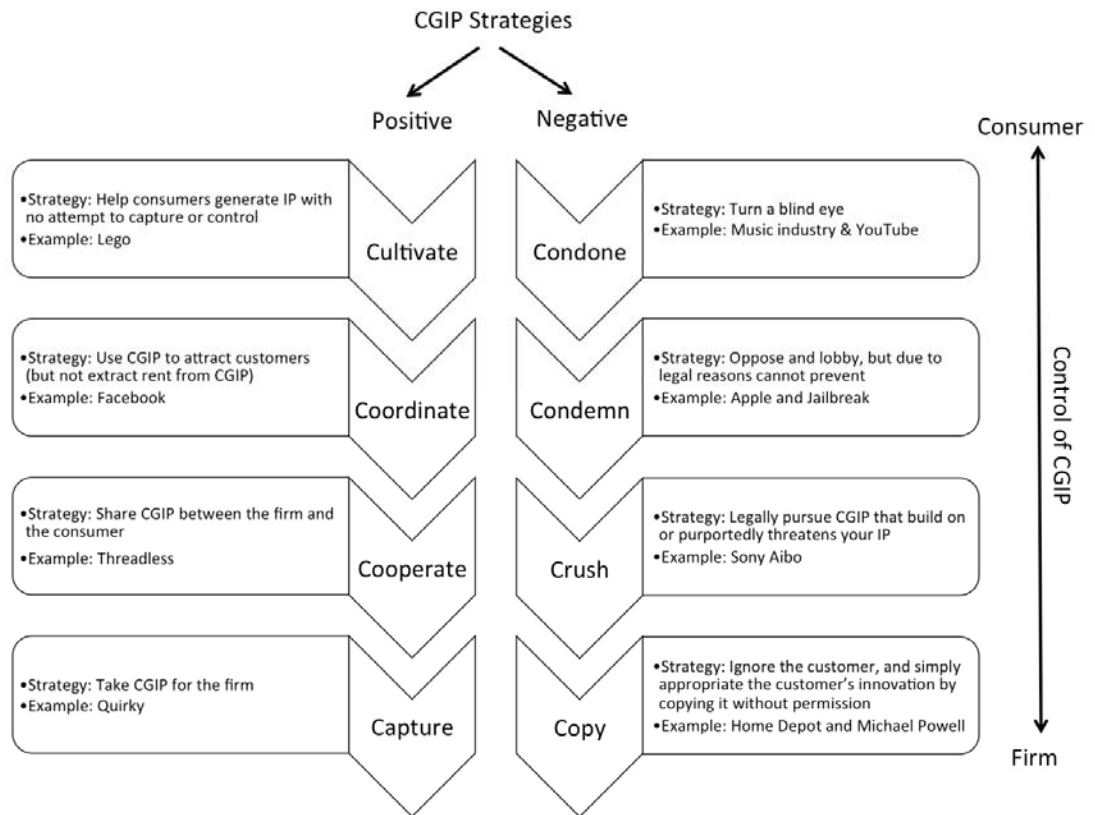 CGIP Strategies
Positive
Negative
Consumer
•Strategy: Help consumers generate IP with
no attempt to capture or control
•Example: Lego
Cultivate
Condone
•Strategy: Turn a blind eye
•Example: Music industry & YouTube
•Strategy: Use CGIP to attract customers
(but not extract rent from CGIP)
•Example: Facebook
Coordinate
Condemn
•Strategy: Oppose and lobby, but due to
legal reasons cannot prevent
•Example: Apple and Jailbreak
Control of CGIP
•Strategy: Share CGIP between the firm and
the consumer
•Example: Threadless
Cooperate
Crush
•Strategy: Legally pursue CGIP that build on
or purportedly threatens your IP
•Example: Sony Aibo
•Strategy: Take CGIP for the firm
•Example: Quirky
Capture
Copy
•Strategy: Ignore the customer, and simply
appropriate the customer's innovation by
copying it without permission
•Example: Home Depot and Michael Powell
Firm